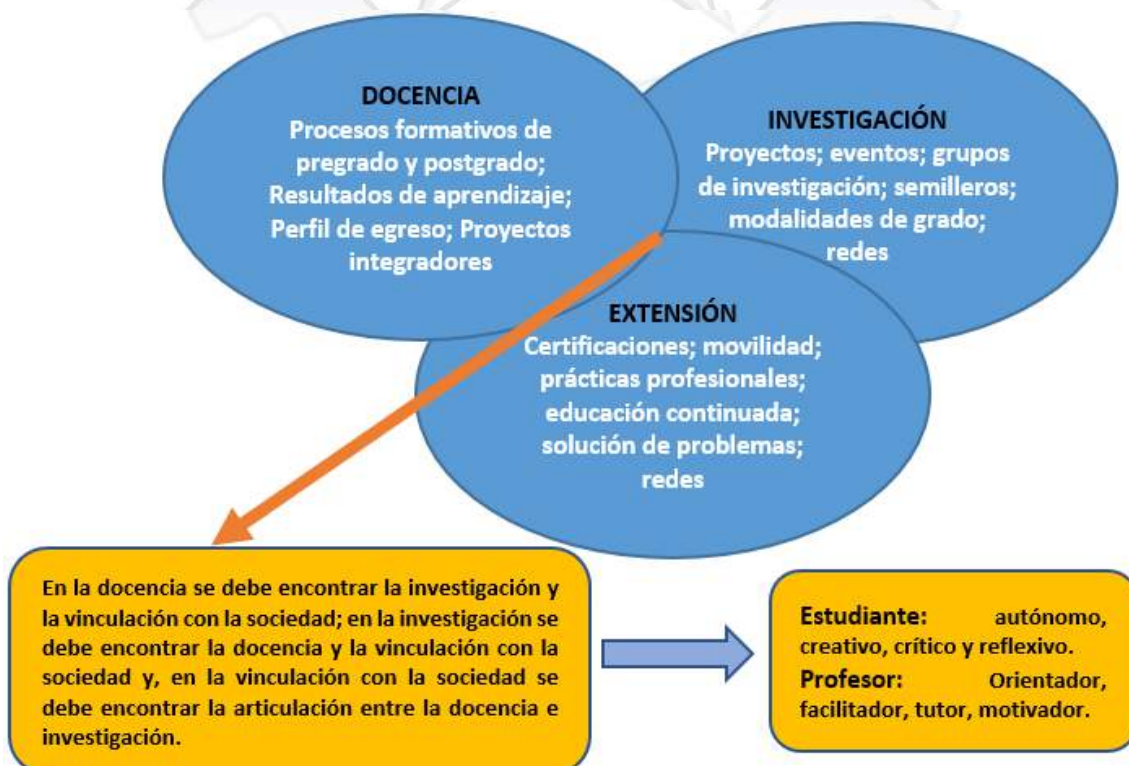 DOCENCIA
Procesos formativos de
pregrado y postgrado;
Resultados de aprendizaje;
Perfil de egreso; Proyectos
integradores
INVESTIGACIÓN
Proyectos; eventos; grupos
de investigación; semilleros;
modalidades de grado;
redes
EXTENSIÓN
Certificaciones; movilidad;
prácticas profesionales;
educación continuada;
solución de problemas;
redes
En la docencia se debe encontrar la investigación y
la vinculación con la sociedad; en la investigación se
debe encontrar la docencia y la vinculación con la
sociedad y, en la vinculación con la sociedad se
debe encontrar la articulación entre la docencia e
investigación.
Estudiante: autónomo,
creativo, crítico y reflexivo.
Profesor: Orientador,
facilitador, tutor, motivador.